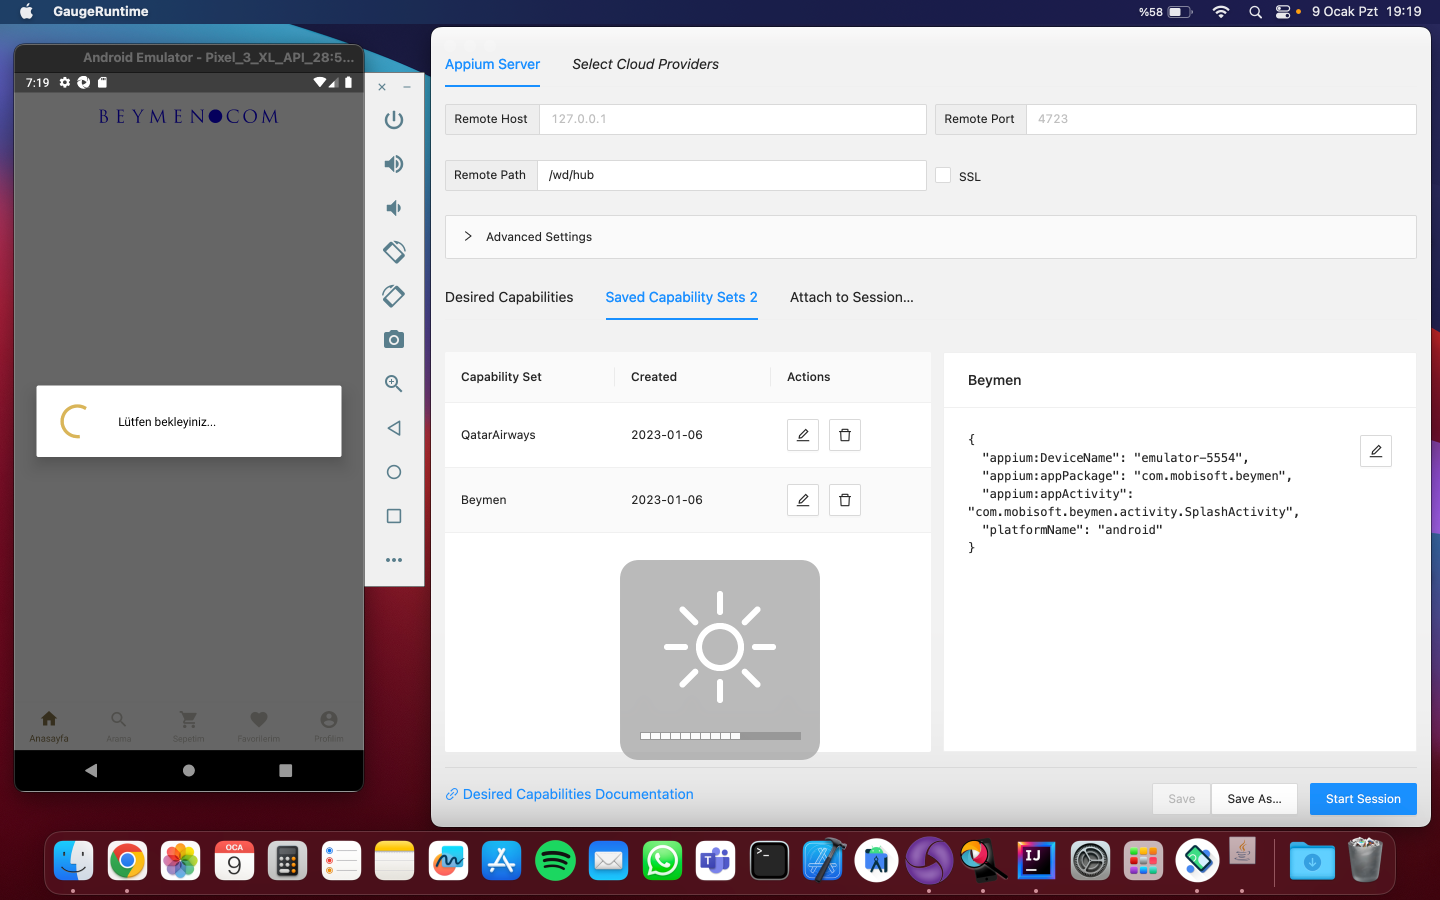 GaugeRuntime
%58
9 Ocak Pzt 19:19
Android Emulator - Pixel_3_XL_API_28:5...
7:19
BEYMEN COM
Lütfen bekleyiniz...
Anasayfa
Arama
Sepetim
Favorilerim
Profilim
Appium Server
Select Cloud Providers
Remote Host
127.0.0.1
Remote Port
4723
Remote Path
/wd/hub
SSL
Advanced Settings
Desired Capabilities
Saved Capability Sets 2
Attach to Session...
Capability Set
Created
Actions
QatarAirways
2023-01-06
Beymen
2023-01-06
Beymen
{
"appium:DeviceName": "emulator-5554",
"appium:appPackage": "com.mobisoft.beymen",
"appium:appActivity":
"com.mobisoft.beymen.activity.SplashActivity",
"platformName": "android"
}
Desired Capabilities Documentation
Save
Save As...
Start Session
OCA
9
IJ